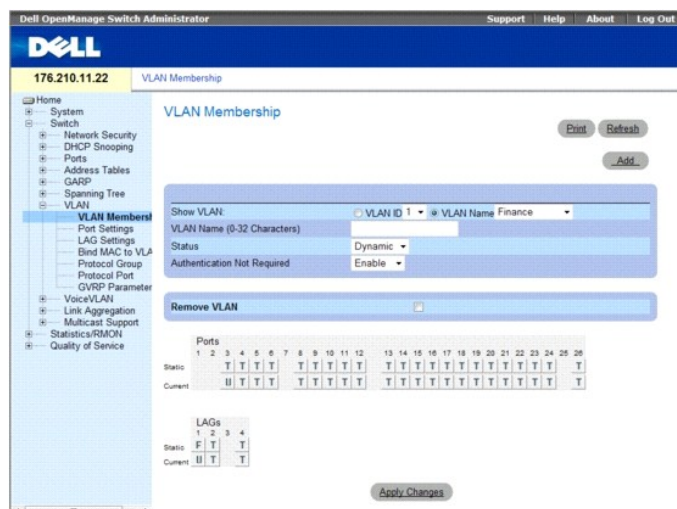 Dell OpenManage Switch Administrator Support Help About Log Out
DELL
176.210.11.22 VLAN Membership
Home
System
Switch
Network Security
DHCP Snooping
Ports
Address Tables
GARP
Spanning Tree
VLAN
VLAN Membersh
Port Settings
LAG Settings
Bind MAC to VLA
Protocol Group
Protocol Port
GVRP Parameter
VoiceVLAN
Link Aggregation
Multicast Support
Statistics/RMON
Quality of Service
VLAN Membership
Print Refresh
Add
Show VLAN: VLAN ID 1 VLAN Name Finance
VLAN Name (0-32 Characters)
Status Dynamic
Authentication Not Required Enable
Remove VLAN
Ports
1 2 3 4 5 6 7 8 9 10 11 12 13 14 15 16 17 18 19 20 21 22 23 24 25 26
Static T T T T T T T T T T T T T T T T T T T T T T
Current U T T T T T T T T T T T T T T T T T T T T T
LAGs
1 2 3 4
Static F T T
Current U T T
Apply Changes